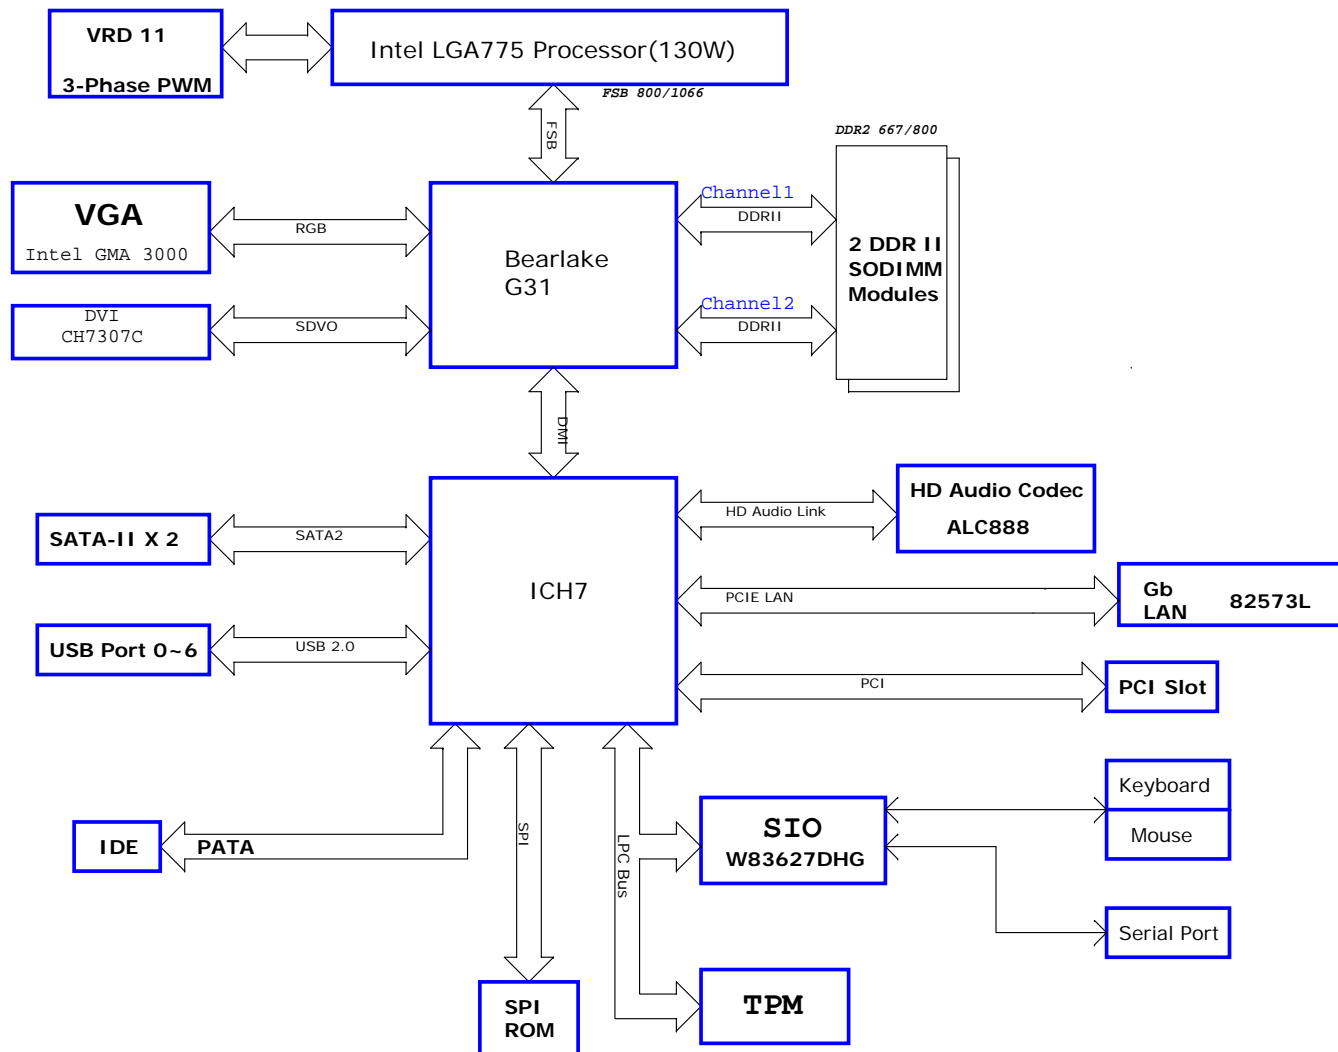 VRD 11
3-Phase PWM
Intel LGA775 Processor(130W)
FSB 800/1066
FSB
DDR2 667/800
VGA
Intel GMA 3000
RGB
Bearlake
G31
Channel1
DDRII
2 DDR II
SODIMM
Modules
DVI
CH7307C
SDVO
Channel2
DDRII
DMI
HD Audio Codec
ALC888
HD Audio Link
SATA-II X 2
SATA2
ICH7
PCIE LAN
Gb
LAN
82573L
USB Port 0~6
USB 2.0
PCI
PCI Slot
IDE
PATA
SPI
LPC Bus
SIO
W83627DHG
Keyboard
Mouse
Serial Port
SPI
ROM
TPM